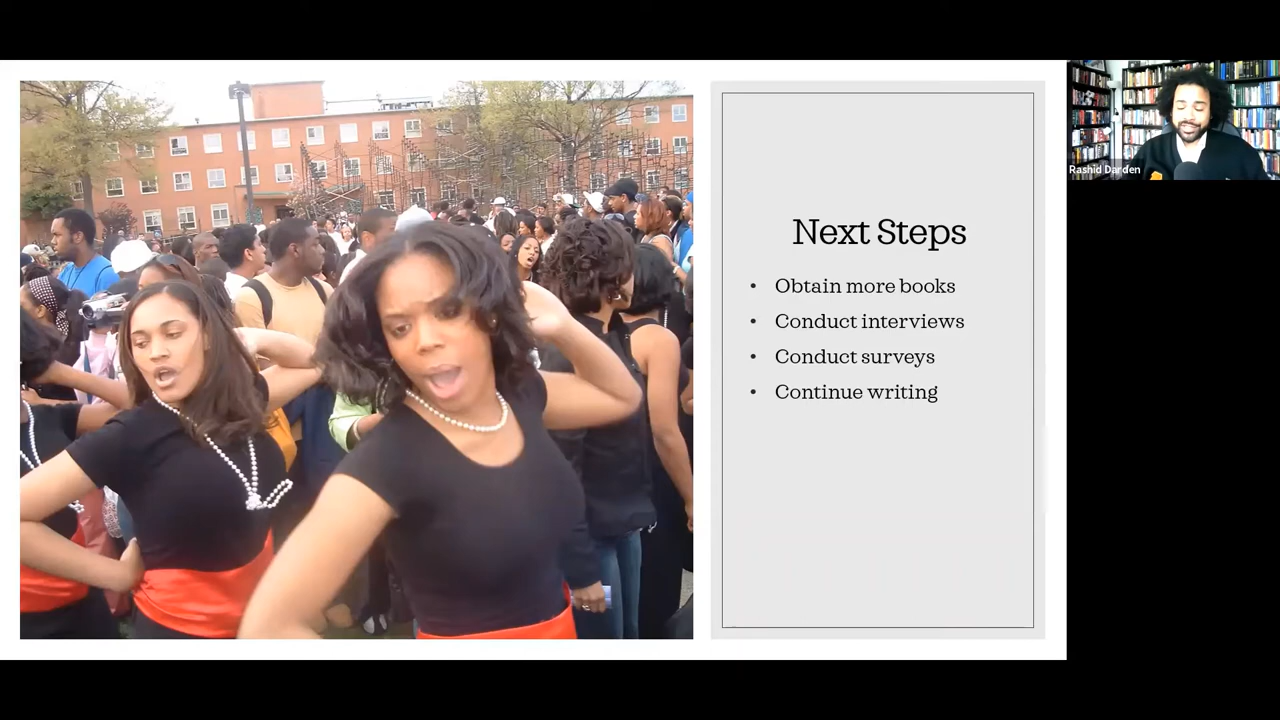 Next Steps
• Obtain more books
• Conduct interviews
• Conduct surveys
• Continue writing
Rashid Darden